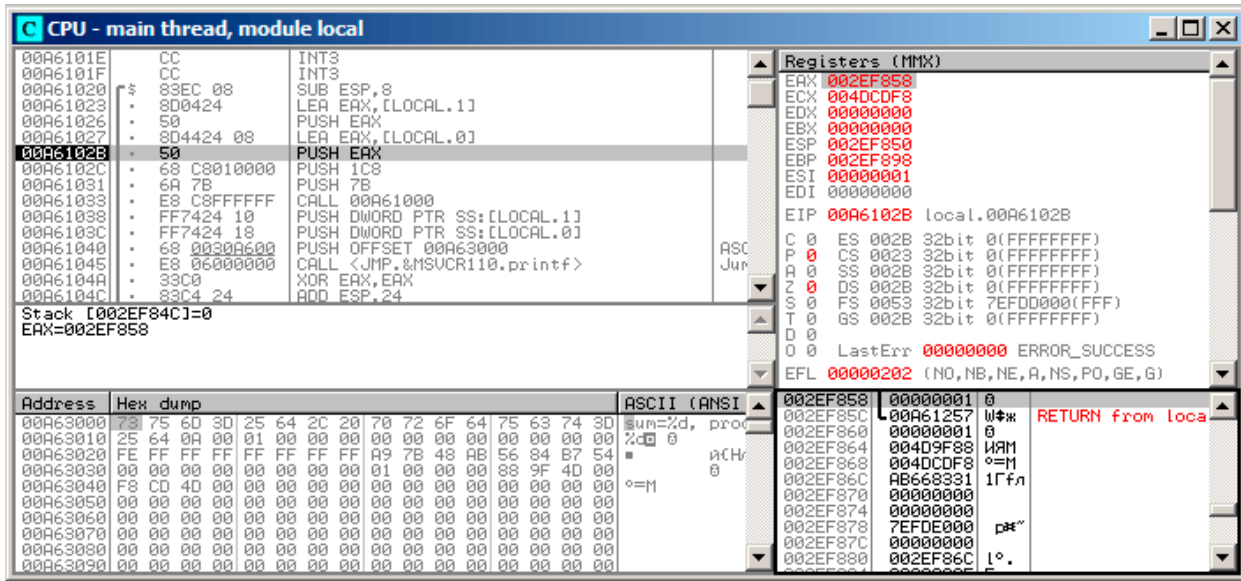 C CPU - main thread, module local
00A6101E CC INT3
00A6101F CC INT3
00A61020 $ 83EC 08 SUB ESP,8
00A61023 . 8D0424 LEA EAX,[LOCAL.1]
00A61026 . 50 PUSH EAX
00A61027 . 8D4424 08 LEA EAX,[LOCAL.0]
00A6102B . 50 PUSH EAX
00A6102C . 68 C8010000 PUSH 1C8
00A61031 . 6A 7B PUSH 7B
00A61033 . E8 C8FFFFFF CALL 00A61000
00A61038 . FF7424 10 PUSH DWORD PTR SS:[LOCAL.1]
00A6103C . FF7424 18 PUSH DWORD PTR SS:[LOCAL.0]
00A61040 . 68 0030A600 PUSH OFFSET 00A63000 ASC
00A61045 . E8 06000000 CALL <JMP.&MSVCR110.printf> Jum
00A6104A . 33C0 XOR EAX,EAX
00A6104C . 83C4 24 ADD ESP,24
Stack [002EF84C]=0
EAX=002EF858
Registers (MMX)
EAX 002EF858
ECX 004DCDF8
EDX 00000000
EBX 00000000
ESP 002EF850
EBP 002EF898
ESI 00000001
EDI 00000000
EIP 00A6102B local.00A6102B
C 0 ES 002B 32bit 0(FFFFFFFF)
P 0 CS 0023 32bit 0(FFFFFFFF)
A 0 SS 002B 32bit 0(FFFFFFFF)
Z 0 DS 002B 32bit 0(FFFFFFFF)
S 0 FS 0053 32bit 7EFDD000(FFF)
T 0 GS 002B 32bit 0(FFFFFFFF)
D 0
O 0 LastErr 00000000 ERROR_SUCCESS
EFL 00000202 (NO,NB,NE,A,NS,PO,GE,G)
Address Hex dump ASCII (ANSI
00A63000 73 75 6D 3D 25 64 2C 20 70 72 6F 64 75 63 74 3D sum=%d, proc
00A63010 25 64 0A 00 01 00 00 00 00 00 00 00 00 00 00 00 %d
00A63020 FE FF FF FF FF FF FF FF A9 7B 48 AB 56 84 B7 54
00A63030 00 00 00 00 00 00 00 00 01 00 00 00 88 9F 4D 00
00A63040 F8 CD 4D 00 00 00 00 00 00 00 00 00 00 00 00 00 °=M
00A63050 00 00 00 00 00 00 00 00 00 00 00 00 00 00 00 00
00A63060 00 00 00 00 00 00 00 00 00 00 00 00 00 00 00 00
00A63070 00 00 00 00 00 00 00 00 00 00 00 00 00 00 00 00
00A63080 00 00 00 00 00 00 00 00 00 00 00 00 00 00 00 00
00A63090 00 00 00 00 00 00 00 00 00 00 00 00 00 00 00 00
002EF858 00000001
002EF85C 00A61257 RETURN from loca
002EF860 00000001
002EF864 004D9F88 ИЯM
002EF868 004DCDF8 °=M
002EF86C AB668331 1Гfл
002EF870 00000000
002EF874 00000000
002EF878 7EFDE000
002EF87C 00000000
002EF880 002EF86C l°.